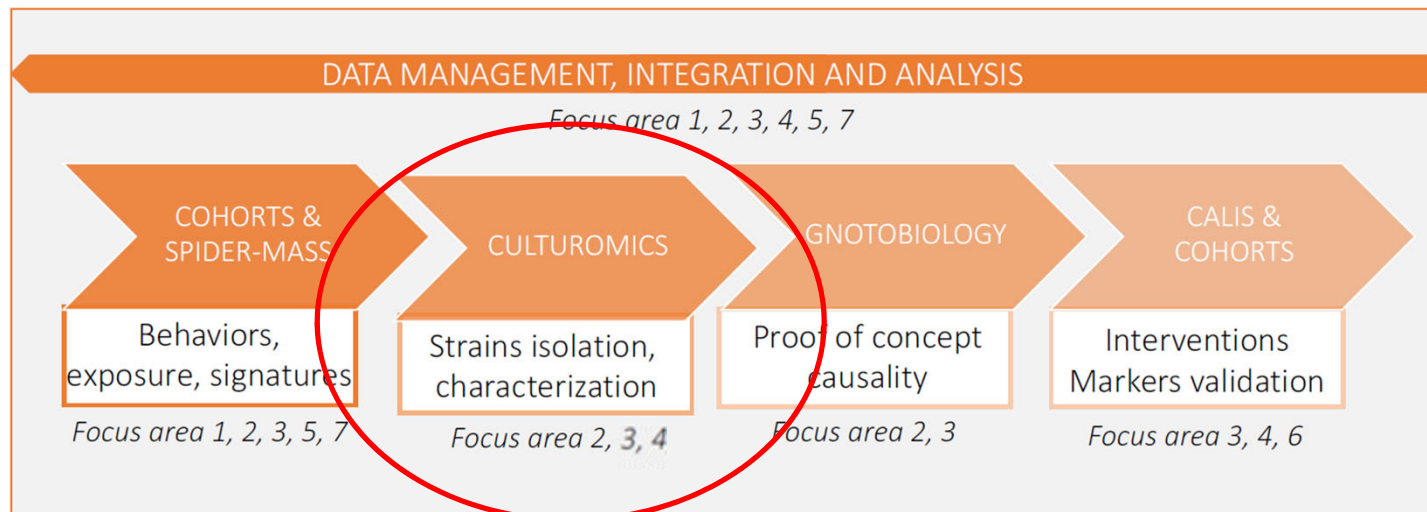 DATA MANAGEMENT, INTEGRATION AND ANALYSIS
Focus area 1, 2, 3, 4, 5, 7
COHORTS &
SPIDER-MASS
Behaviors,
exposure, signatures
Focus area 1, 2, 3, 5, 7
CULTUROMICS
Strains isolation,
characterization
Focus area 2, 3, 4
GNOTOBIOLOGY
Proof of concept
causality
Focus area 2, 3
CALIS &
COHORTS
Interventions
Markers validation
Focus area 3, 4, 6